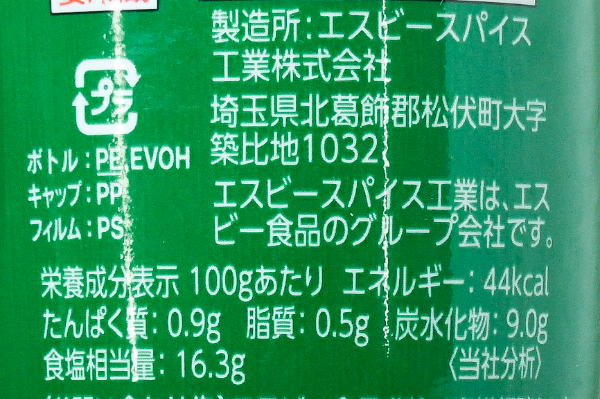 製造所:エスビースパイス
工業株式会社
埼玉県北葛飾郡松伏町大字
築比地1032
プラ
ボトル:PE,EVOH
キャップ:PP
フィルム:PS
エスビースパイス工業は、エス
ビー食品のグループ会社です。
栄養成分表示 100gあたり エネルギー:44kcal
たんぱく質:0.9g 脂質:0.5g 炭水化物:9.0g
食塩相当量:16.3g 〈当社分析〉